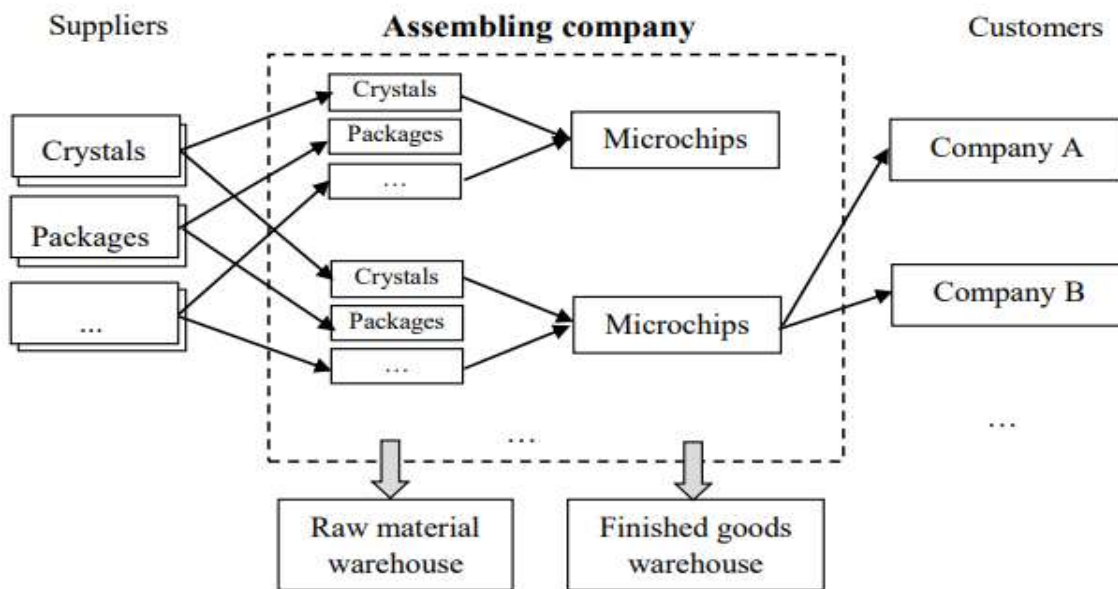 Suppliers
Assembling company
Customers
Crystals
Packages
...
Crystals
Packages
...
Crystals
Packages
...
Microchips
Microchips
...
Company A
Company B
...
Raw material
warehouse
Finished goods
warehouse